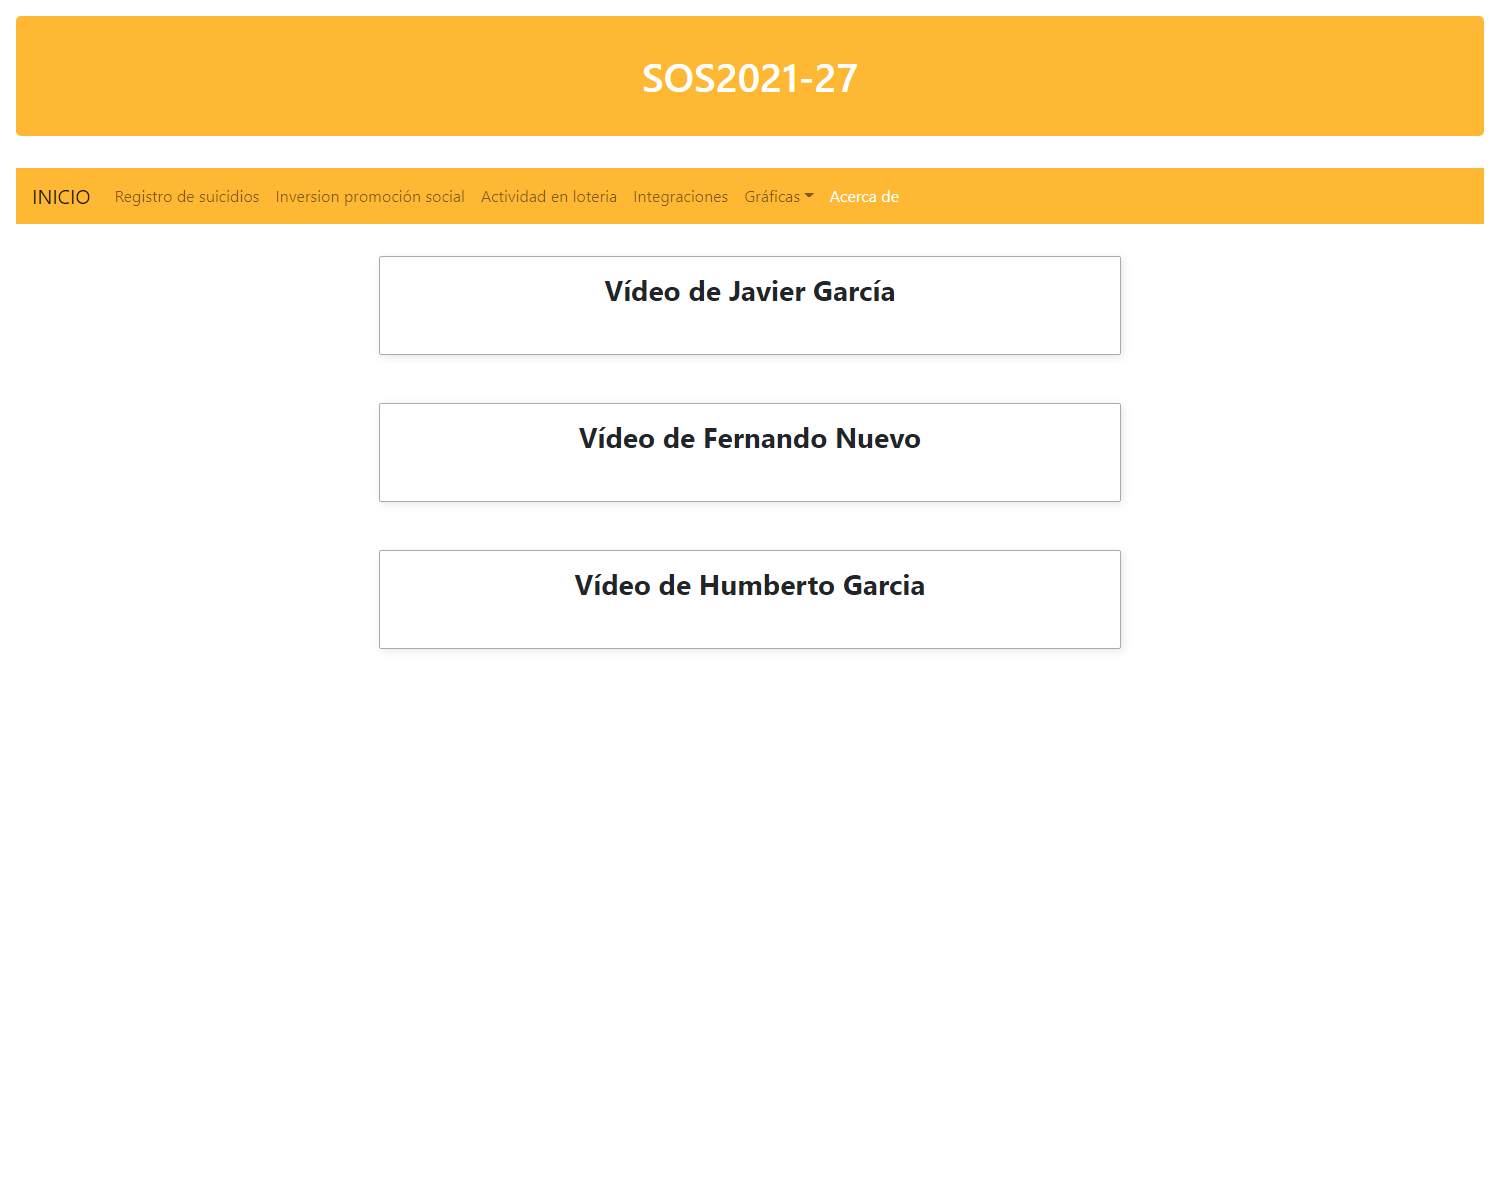 SOS2021-27
INICIO Registro de suicidios Inversion promoción social Actividad en loteria Integraciones Gráficas Acerca de
Vídeo de Javier García
Vídeo de Fernando Nuevo
Vídeo de Humberto Garcia